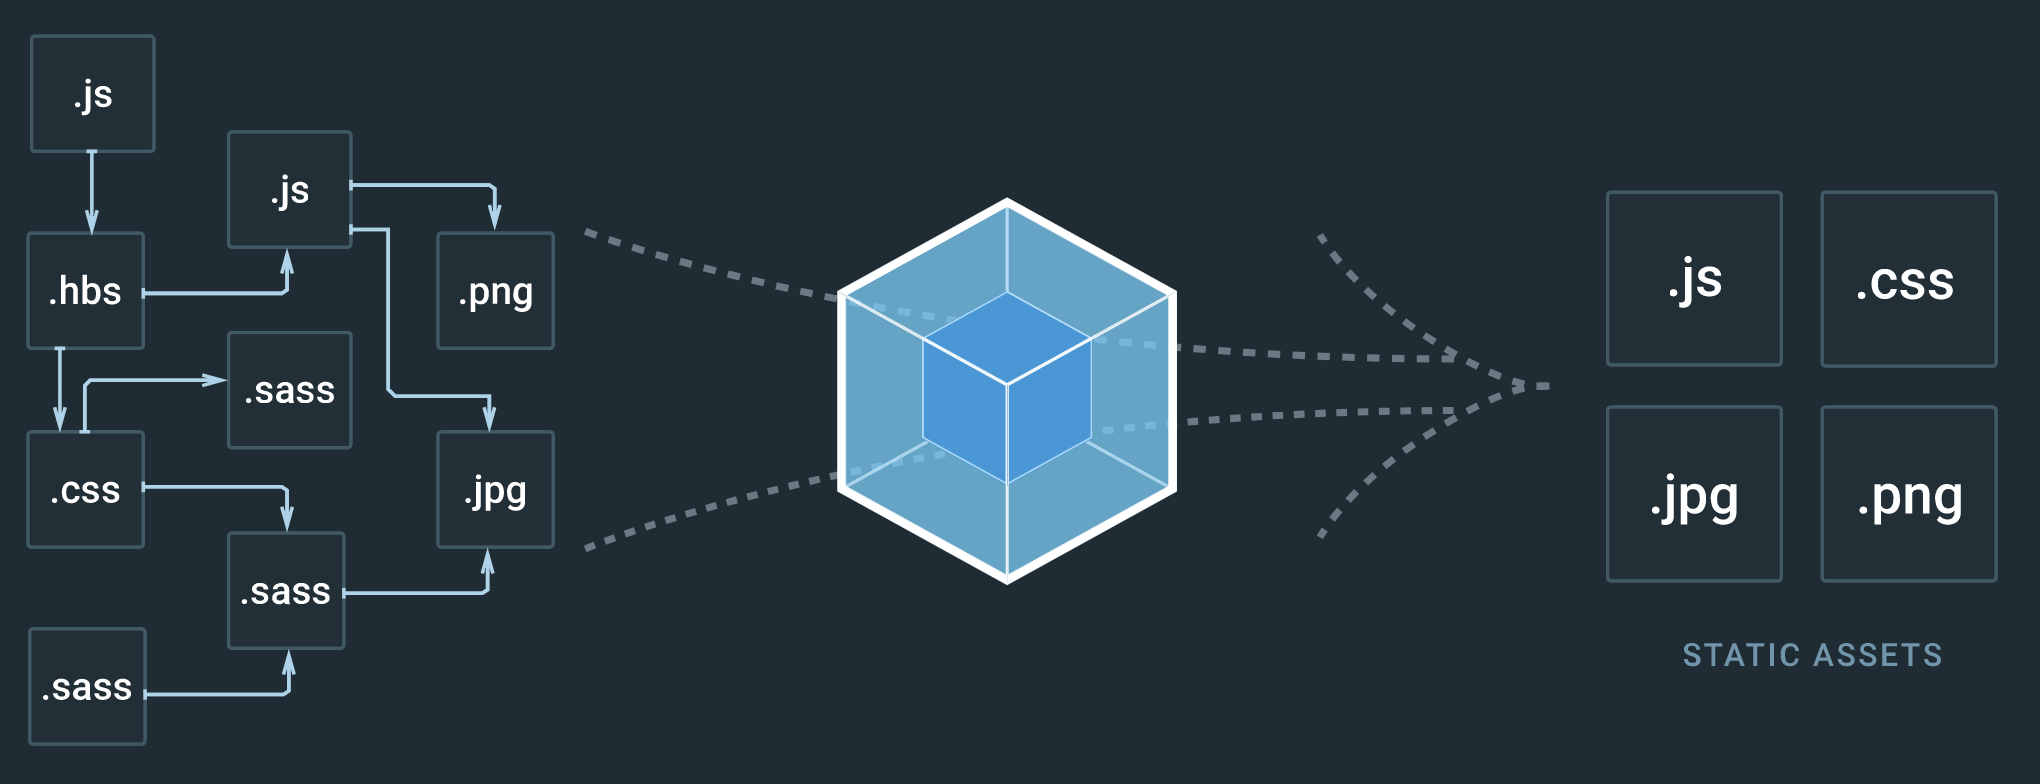 .js
.js
.hbs
.png
.sass
.css
.jpg
.sass
.sass
.js
.css
.jpg
.png
STATIC ASSETS